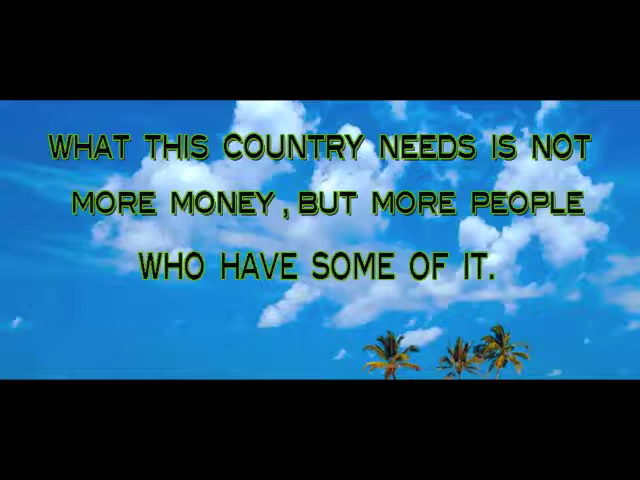 WHAT THIS COUNTRY NEEDS IS NOT
MORE MONEY, BUT MORE PEOPLE
WHO HAVE SOME OF IT.